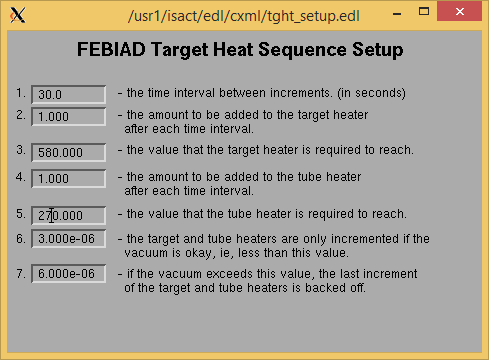 /usr1/isact/edl/cxml/tght_setup.edl
FEBIAD Target Heat Sequence Setup
1. 30.0 - the time interval between increments. (in seconds)
2. 1.000 - the amount to be added to the target heater
after each time interval.
3. 580.000 - the value that the target heater is required to reach.
4. 1.000 - the amount to be added to the tube heater
after each time interval.
5. 270.000 - the value that the tube heater is required to reach.
6. 3.000e-06 - the target and tube heaters are only incremented if the
vacuum is okay, ie, less than this value.
7. 6.000e-06 - if the vacuum exceeds this value, the last increment
of the target and tube heaters is backed off.